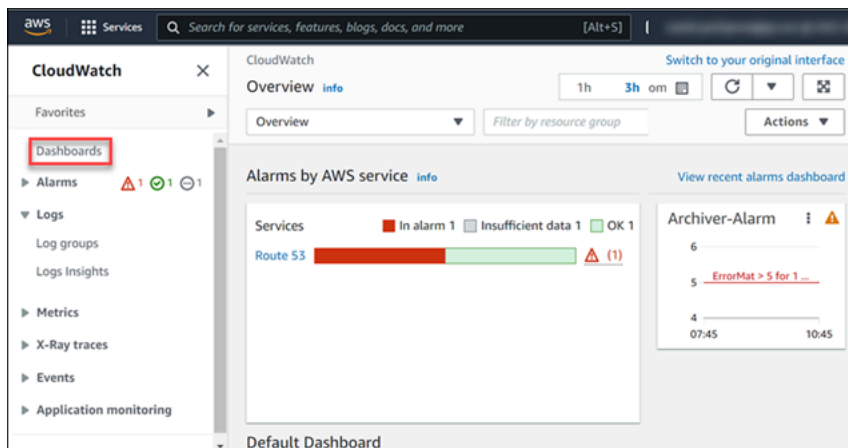 aws Services Search for services, features, blogs, docs, and more [Alt+S]
CloudWatch
Favorites
Dashboards
Alarms 1 1 1
Logs
Log groups
Logs Insights
Metrics
X-Ray traces
Events
Application monitoring
CloudWatch Switch to your original interface
Overview info 1h 3h om
Overview Filter by resource group Actions
Alarms by AWS service info View recent alarms dashboard
Services In alarm 1 Insufficient data 1 OK 1
Route 53 (1)
Archiver-Alarm
6
ErrorMat > 5 for 1 ...
5
4
07:45 10:45
Default Dashboard